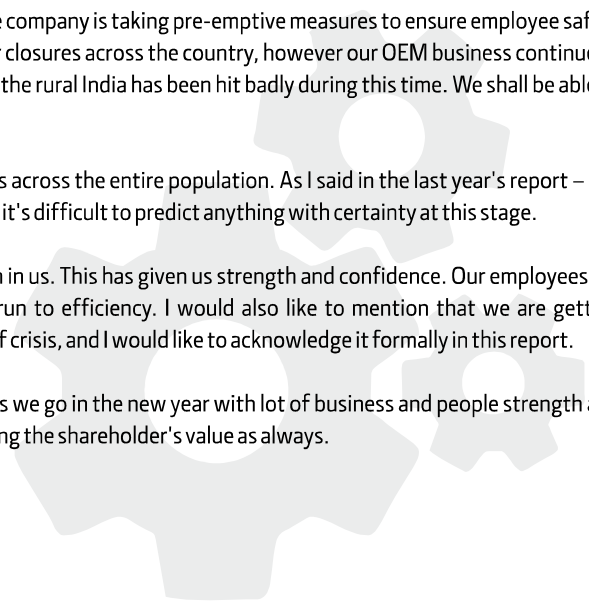 company is taking pre-emptive measures to ensure employee
closures across the country, however our OEM business
the rural India has been hit badly during this time. We shall be
across the entire population. As I said in the last year's report –
it's difficult to predict anything with certainty at this stage.
in us. This has given us strength and confidence. Our employees
run to efficiency. I would also like to mention that we are
crisis, and I would like to acknowledge it formally in this report.
we go in the new year with lot of business and people strength
the shareholder's value as always.